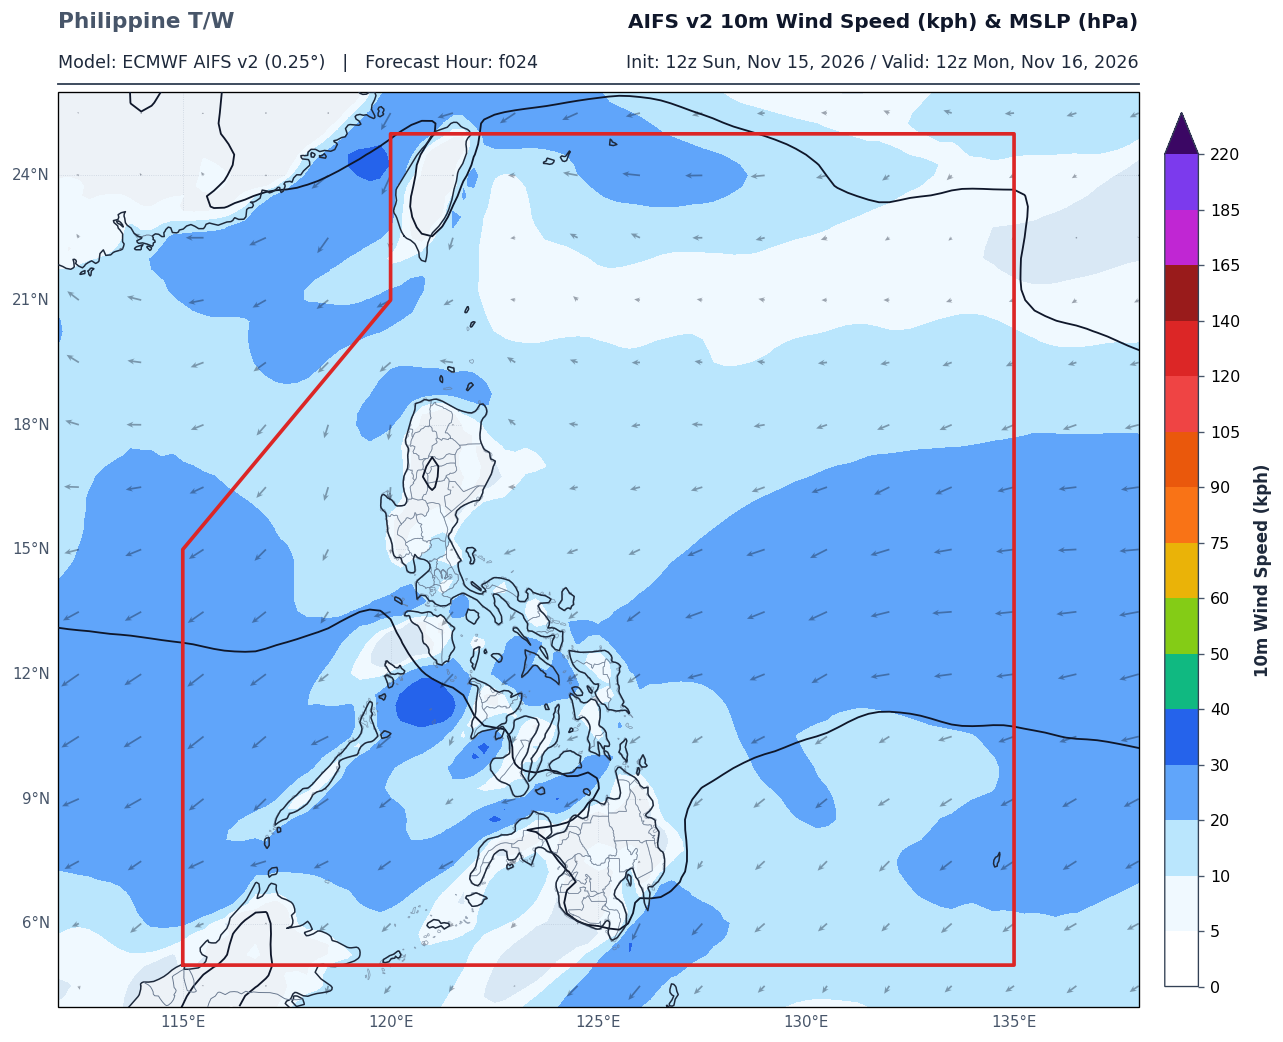 Philippine T/W
AIFS v2 10m Wind Speed (kph) & MSLP (hPa)
Model: ECMWF AIFS v2 (0.25°) | Forecast Hour: f024
Init: 12z Sun, Nov 15, 2026 / Valid: 12z Mon, Nov 16, 2026
24°N
21°N
18°N
15°N
12°N
9°N
6°N
115°E
120°E
125°E
130°E
135°E
220
185
165
140
120
105
90
75
60
50
40
30
20
10
5
0
10m Wind Speed (kph)